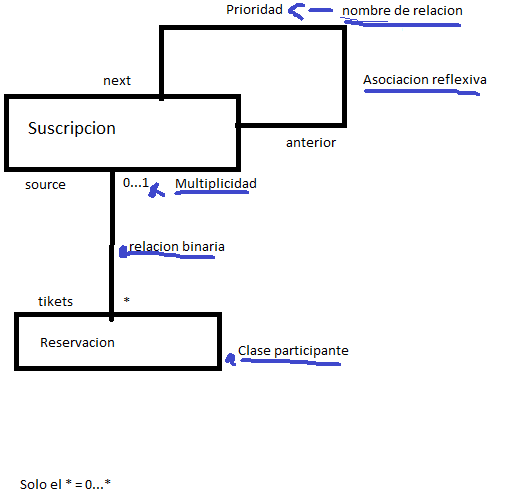 Prioridad
nombre de relacion
next
Asociacion reflexiva
Suscripcion
anterior
source
0...1
Multiplicidad
relacion binaria
tikets
*
Reservacion
Clase participante
Solo el * = 0...*